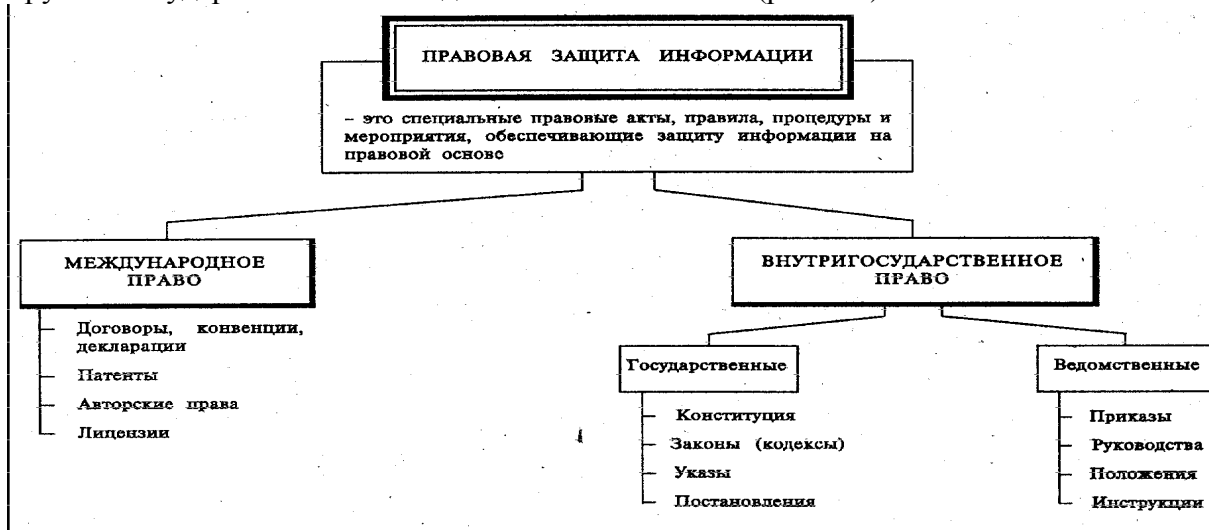 ПРАВОВАЯ ЗАЩИТА ИНФОРМАЦИИ
– это специальные правовые акты, правила, процедуры и
мероприятия, обеспечивающие защиту информации на
правовой основе
МЕЖДУНАРОДНОЕ
ПРАВО
Договоры, конвенции,
декларации
Патенты
Авторские права
Лицензии
ВНУТРИГОСУДАРСТВЕННОЕ
ПРАВО
Государственные
Конституция
Законы (кодексы)
Указы
Постановления
Ведомственные
Приказы
Руководства
Положения
Инструкции